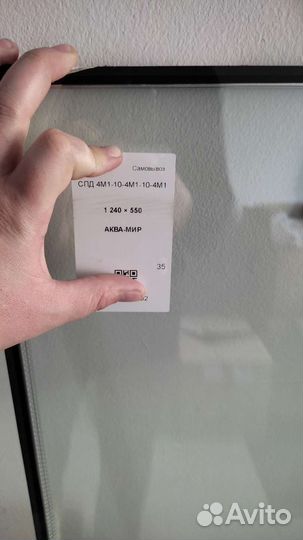 Самовывоз
СПД 4М1-10-4М1-10-4М1
1 240 × 550
АКВА-МИР
35
Avito